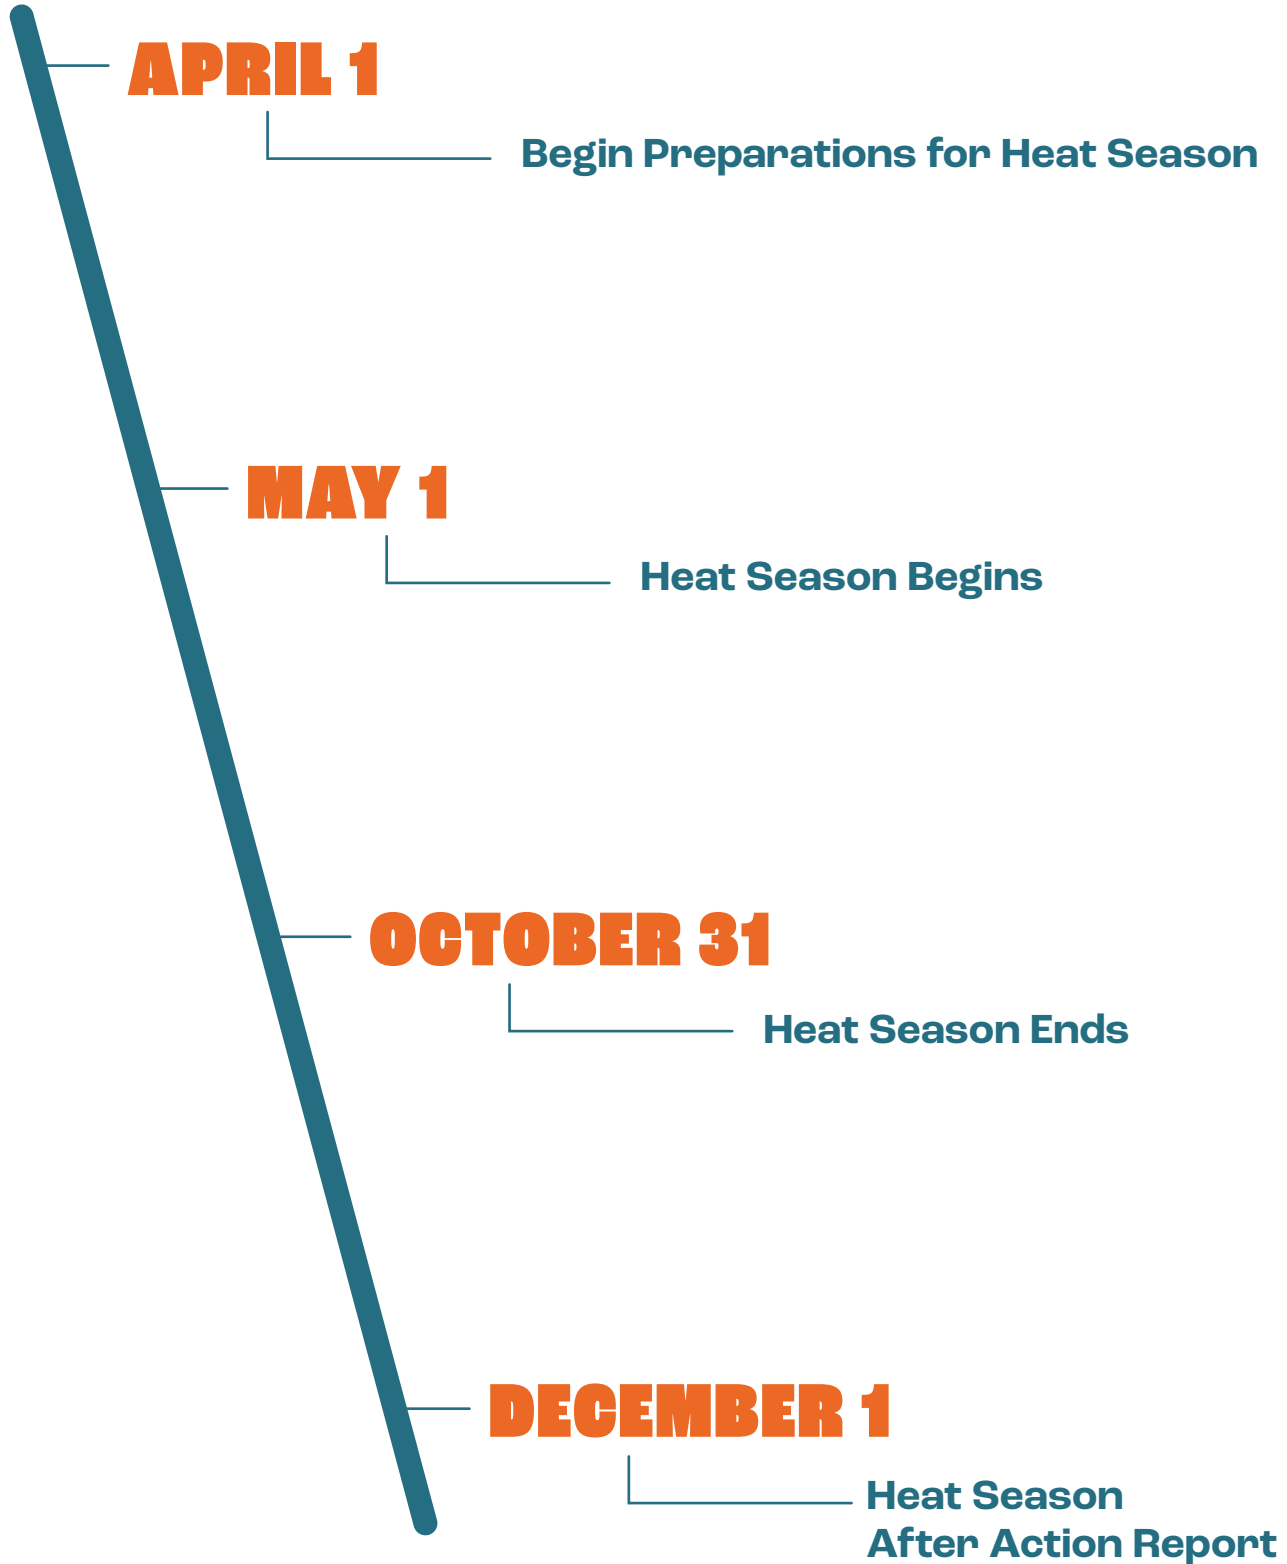 APRIL 1
Begin Preparations for Heat Season
MAY 1
Heat Season Begins
OCTOBER 31
Heat Season Ends
DECEMBER 1
Heat Season
After Action Report